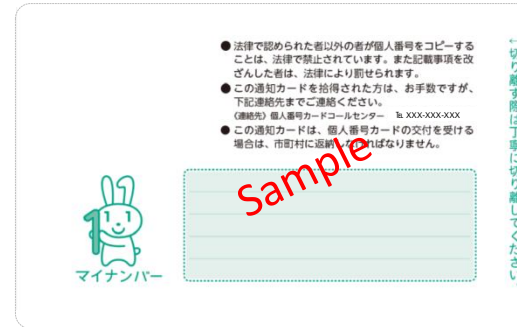 ●法律で認められた者以外の者が個人番号をコピーする
ことは、法律で禁止されています。また記載事項を改
ざんした者は、法律により罰せられます。
●この通知カードを拾得された方は、お手数ですが、
下記連絡先までご連絡ください。
《連絡先》個人番号カードコールセンター ℡ XXX-XXX-XXX
●この通知カードは、個人番号カードの交付を受ける
場合は、市町村に返納しなければなりません。
Sample
1
マイナンバー
←切り離す際は丁寧に切り離してください